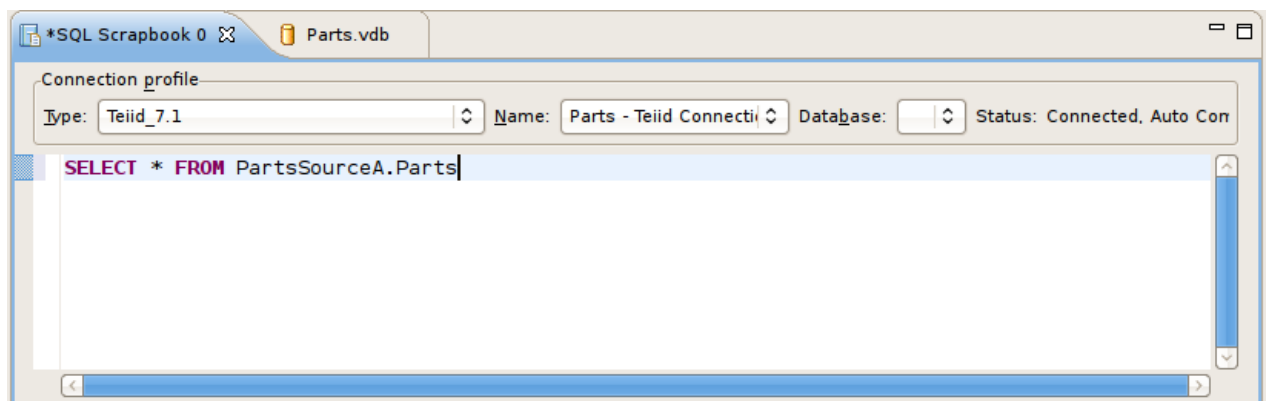 *SQL Scrapbook 0 Parts.vdb
Connection profile
Type: Teiid_7.1 Name: Parts - Teiid Connecti Database: Status: Connected, Auto Com
SELECT * FROM PartsSourceA.Parts